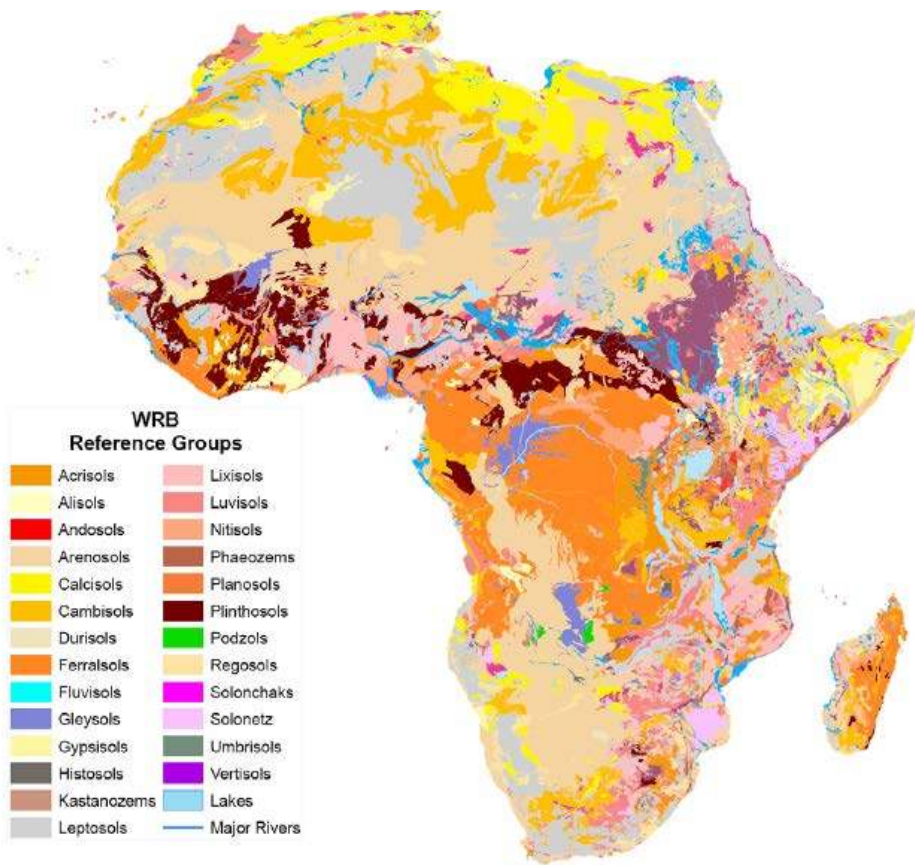 WRB
Reference Groups
Acrisols
Alisols
Andosols
Arenosols
Calcisols
Cambisols
Durisols
Ferralsols
Fluvisols
Gleysols
Gypsisols
Histosols
Kastanozems
Leptosols
Lixisols
Luvisols
Nitisols
Phaeozems
Planosols
Plinthosols
Podzols
Regosols
Solonchaks
Solonetz
Umbrisols
Vertisols
Lakes
Major Rivers